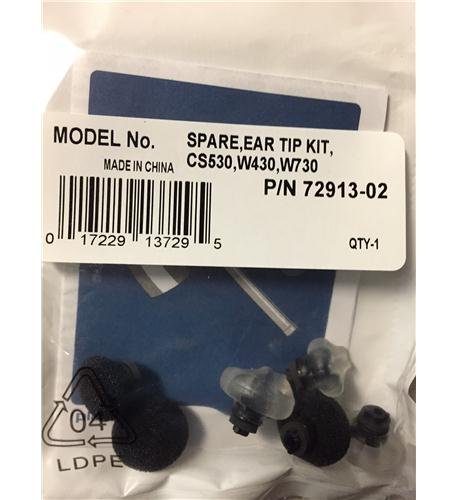 MODEL No. SPARE,EAR TIP KIT,
MADE IN CHINA CS530,W430,W730
P/N 72913-02
0 17229 13729 5
QTY-1
04
LDPE